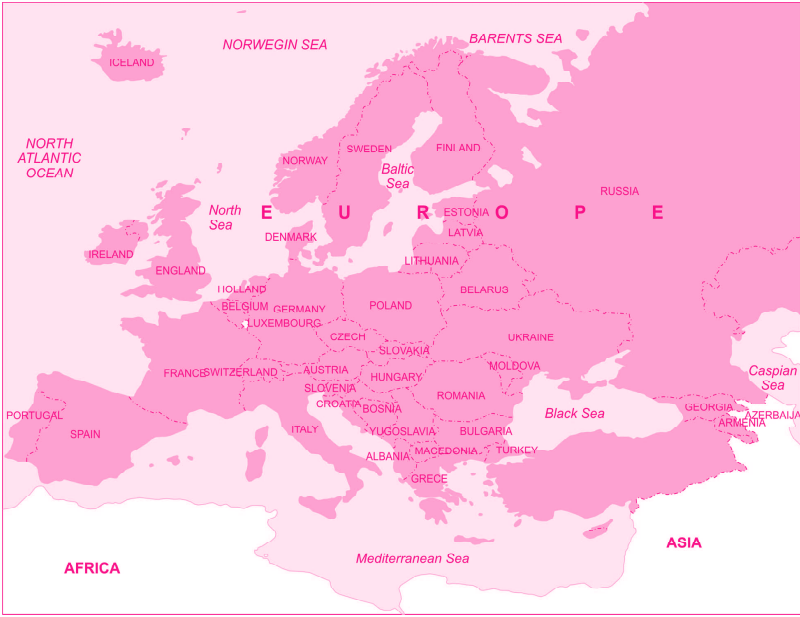 NORWEGIN SEA
BARENTS SEA
ICELAND
NORTH
ATLANTIC
OCEAN
SWEDEN
FINLAND
NORWAY
Baltic
Sea
RUSSIA
North
Sea
E U R O P E
ESTONIA
DENMARK
LATVIA
IRELAND
LITHUANIA
ENGLAND
HOLLAND
BELARUS
BELGIUM
GERMANY
POLAND
LUXEMBOURG
CZECH
UKRAINE
SLOVAKIA
FRANCE
SWITZERLAND
AUSTRIA
MOLDOVA
HUNGARY
Caspian
Sea
SLOVENIA
ROMANIA
CROATIA
BOSNIA
Black Sea
GEORGIA
PORTUGAL
AZERBAIJA
SPAIN
ITALY
YUGOSLAVIA
BULGARIA
ARMENIA
ALBANIA
MACEDONIA
TURKEY
GRECE
ASIA
Mediterranean Sea
AFRICA